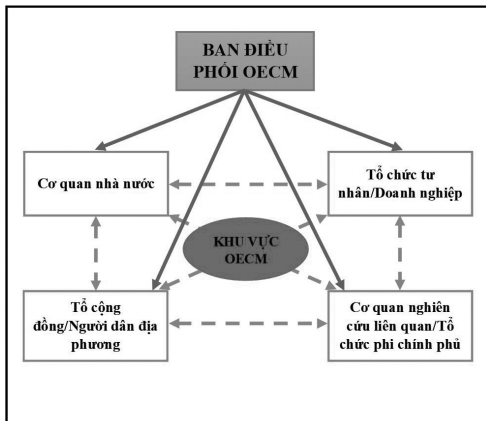 BAN ĐIỀU
PHỐI OECM
Cơ quan nhà nước
Tổ chức tư
nhân/Doanh nghiệp
KHU VỰC
OECM
Tổ cộng
đồng/Người dân địa
phương
Cơ quan nghiên
cứu liên quan/Tổ
chức phi chính phủ